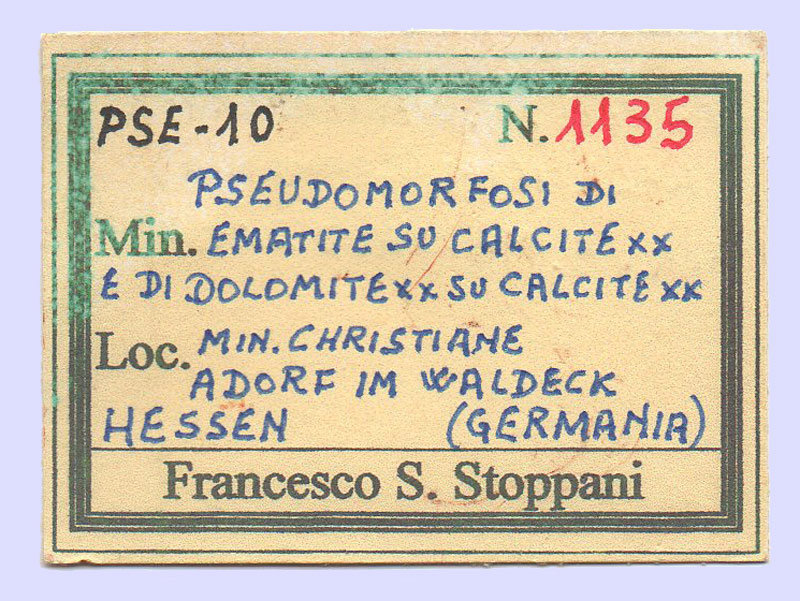 PSE-10 N. 1135
PSEUDOMORFOSI DI
Min. EMATITE SU CALCITE xx
E DI DOLOMITE xx SU CALCITE xx
Loc. MIN. CHRISTIANE
ADORF IM WALDECK
HESSEN (GERMANIA)
Francesco S. Stoppani